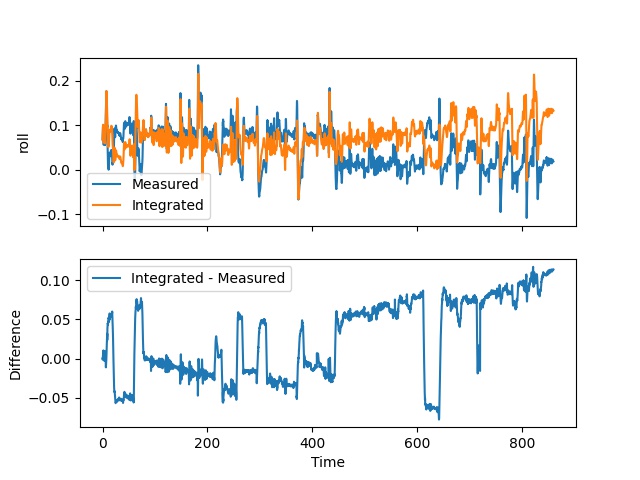 0.2
0.1
0.0
−0.1
roll
Measured
Integrated
0.10
0.05
0.00
−0.05
Difference
Integrated - Measured
0 200 400 600 800
Time